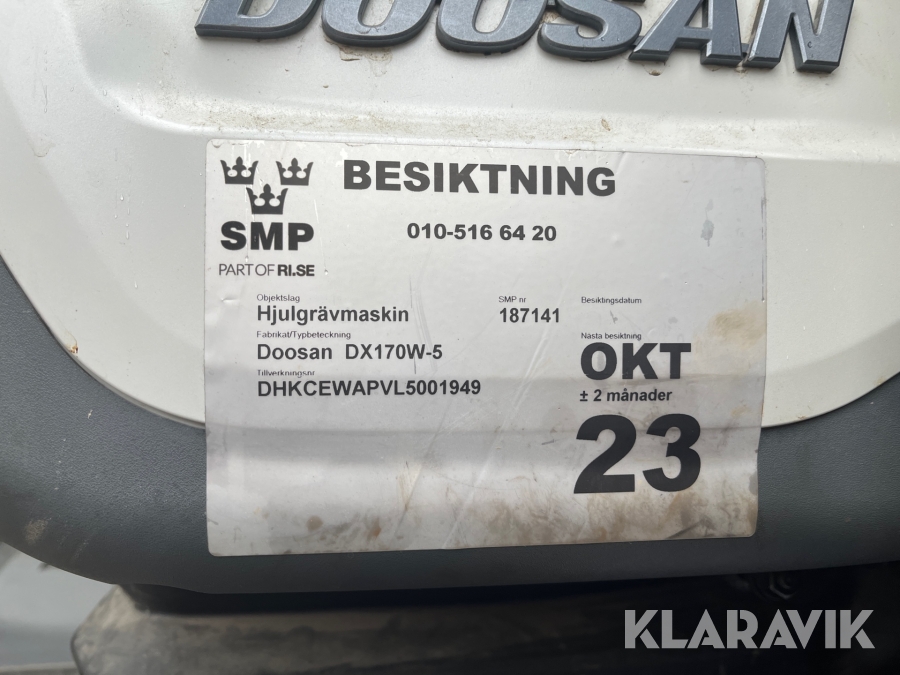 DOOSAN
BESIKTNING
SMP
PART OF RI.SE
010-516 64 20
Objektslag
Hjulgrävmaskin
SMP nr
187141
Besiktingsdatum
Fabrikat/Typbeteckning
Doosan DX170W-5
Tillverkningsnr
DHKCEWAPVL5001949
Nästa besiktning
OKT
± 2 månader
23
KLARAVIK